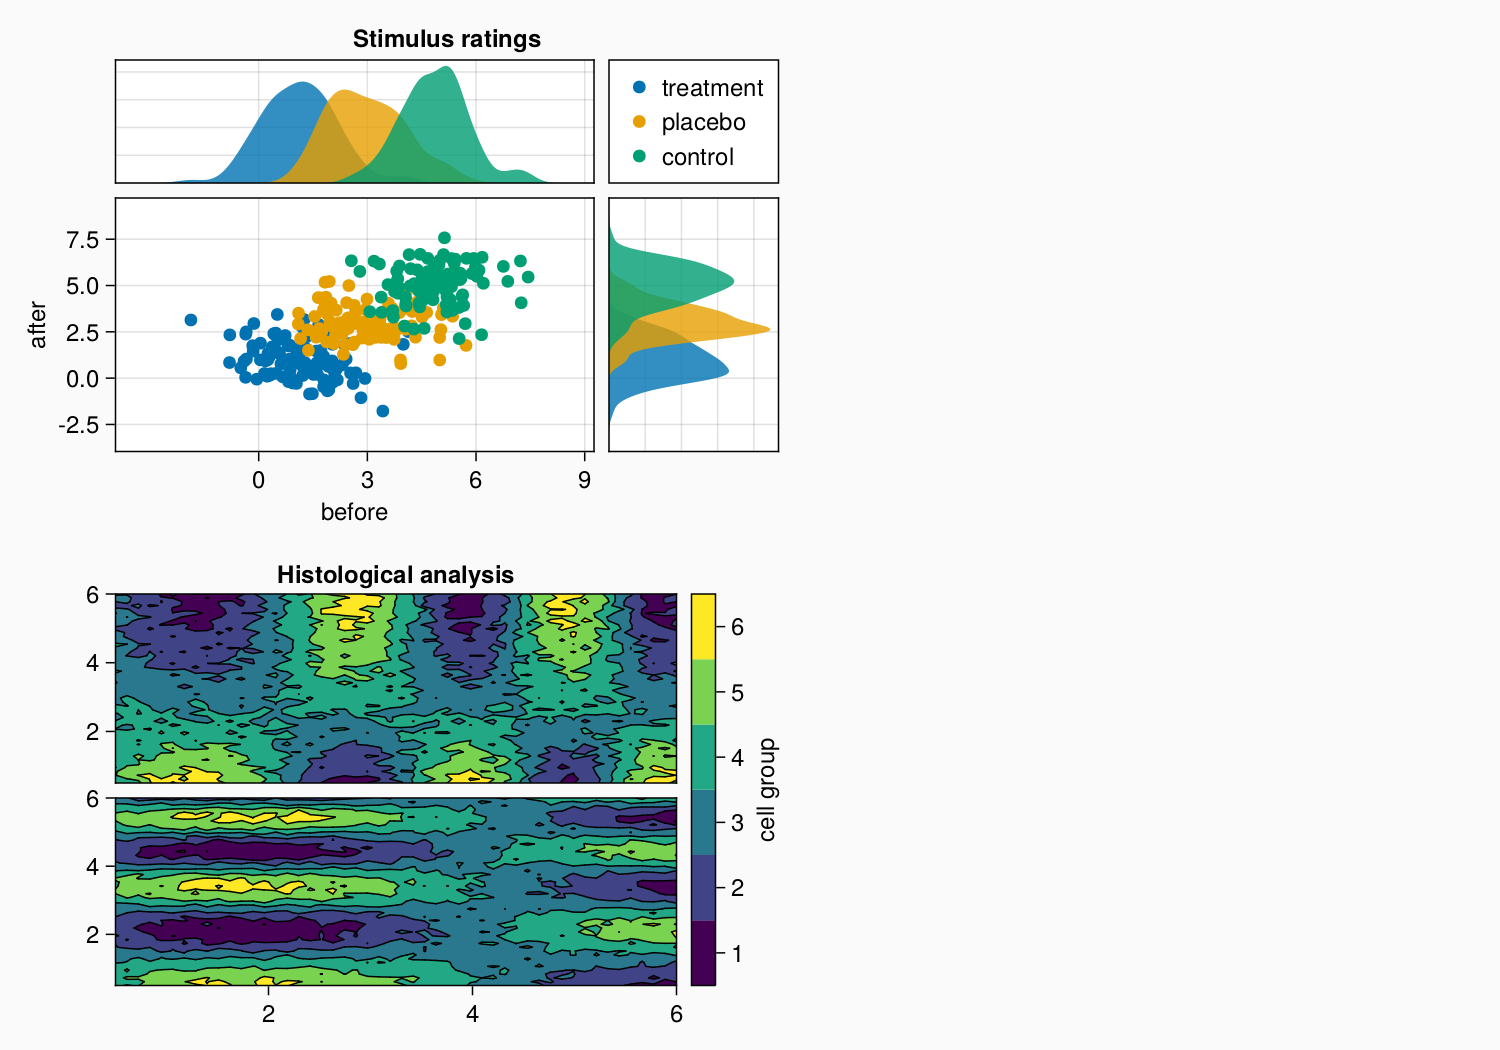 Stimulus ratings
treatment
placebo
control
7.5
5.0
2.5
0.0
-2.5
after
0 3 6 9
before
Histological analysis
6
4
2
6
4
2
2 4 6
6
5
4
3
2
1
cell group